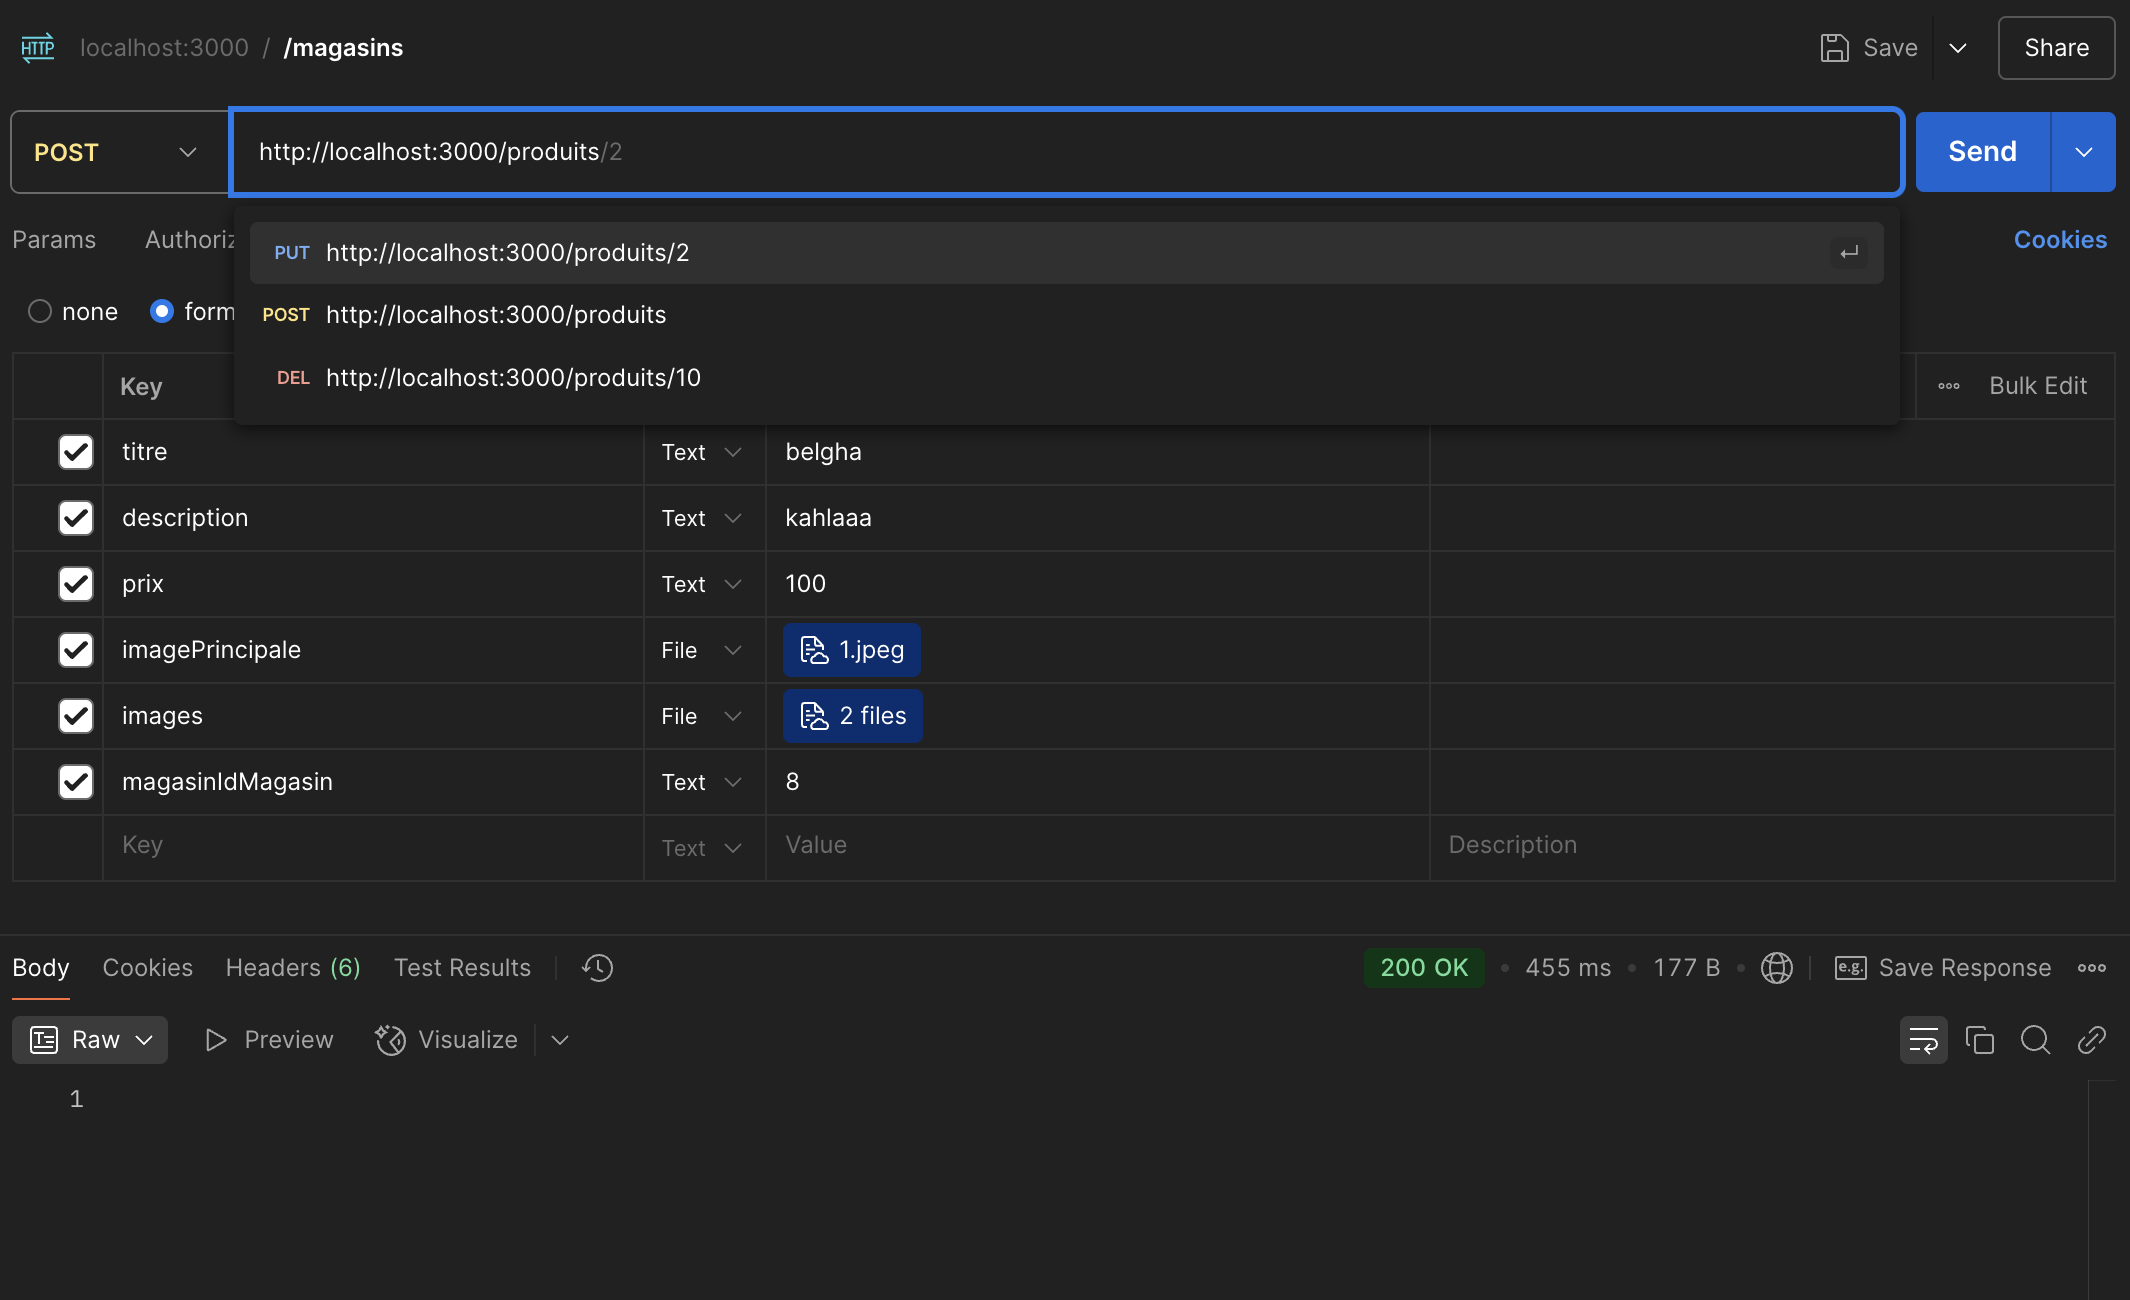 HTTP localhost:3000 / /magasins Save Share
POST http://localhost:3000/produits/2 Send
Params Authoriz Cookies
PUT http://localhost:3000/produits/2
none form
POST http://localhost:3000/produits
DEL http://localhost:3000/produits/10
Key Bulk Edit
titre Text belgha
description Text kahlaaa
prix Text 100
imagePrincipale File 1.jpeg
images File 2 files
magasinIdMagasin Text 8
Key Text Value Description
Body Cookies Headers (6) Test Results 200 OK • 455 ms • 177 B • e.g. Save Response
Raw Preview Visualize
1